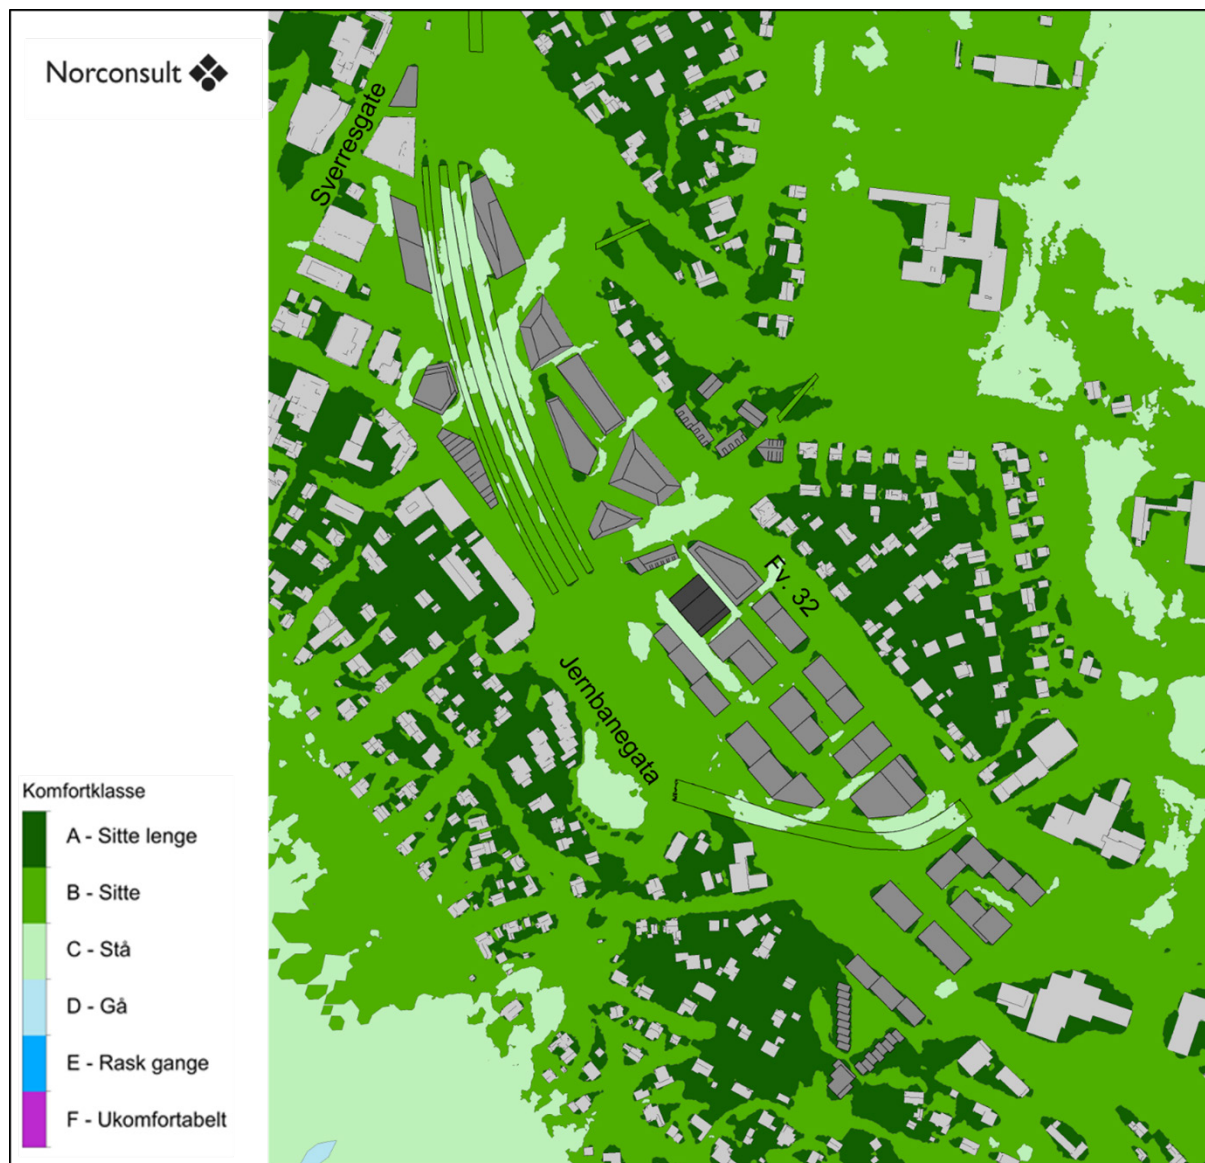 Norconsult
Sverresgate
Fv. 32
Jernbanegata
Komfortklasse
A - Sitte lenge
B - Sitte
C - Stå
D - Gå
E - Rask gange
F - Ukomfortabelt